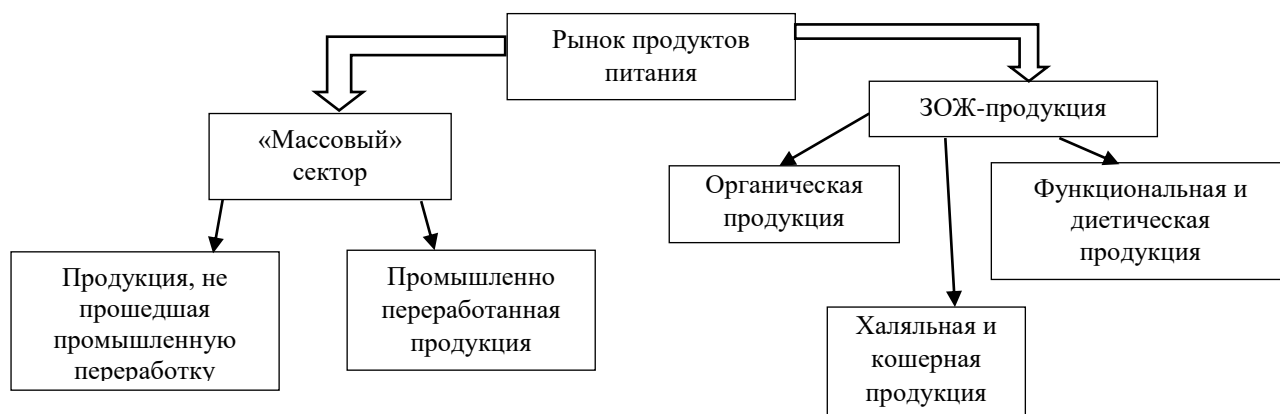 Рынок продуктов
питания
ЗОЖ-продукция
«Массовый»
сектор
Органическая
продукция
Функциональная и
диетическая
продукция
Продукция, не
прошедшая
промышленную
переработку
Промышленно
переработанная
продукция
Халяльная и
кошерная
продукция